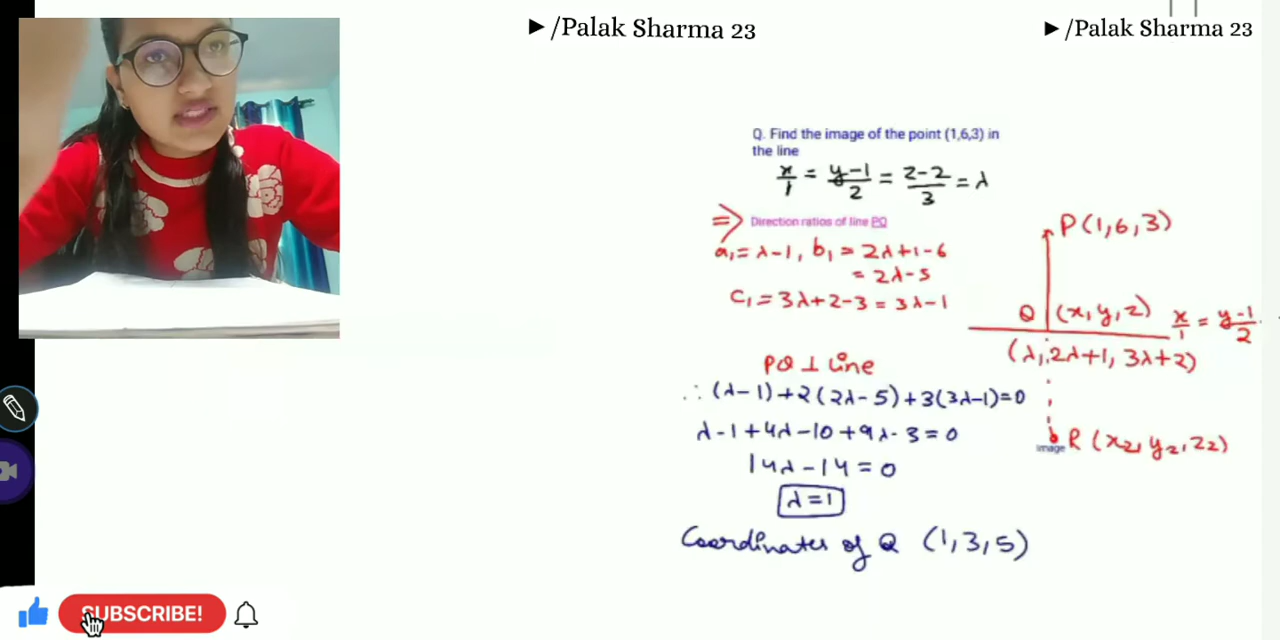 ►/Palak Sharma 23
►/Palak Sharma 23
Q. Find the image of the point (1,6,3) in
the line
x/1 = y-1/2 = z-2/3 = λ
⇒ Direction ratios of line PQ
a₁ = λ-1, b₁ = 2λ+1-6
= 2λ-5
c₁ = 3λ+2-3 = 3λ-1
PQ ⊥ line
∴ (λ-1)+2(2λ-5)+3(3λ-1)=0
λ-1+4λ-10+9λ-3=0
14λ-14=0
λ=1
Coordinates of Q (1,3,5)
P(1,6,3)
Q (x,y,z) x/1 = y-1/2
(λ, 2λ+1, 3λ+2)
R (x₂, y₂, z₂)
image
SUBSCRIBE!